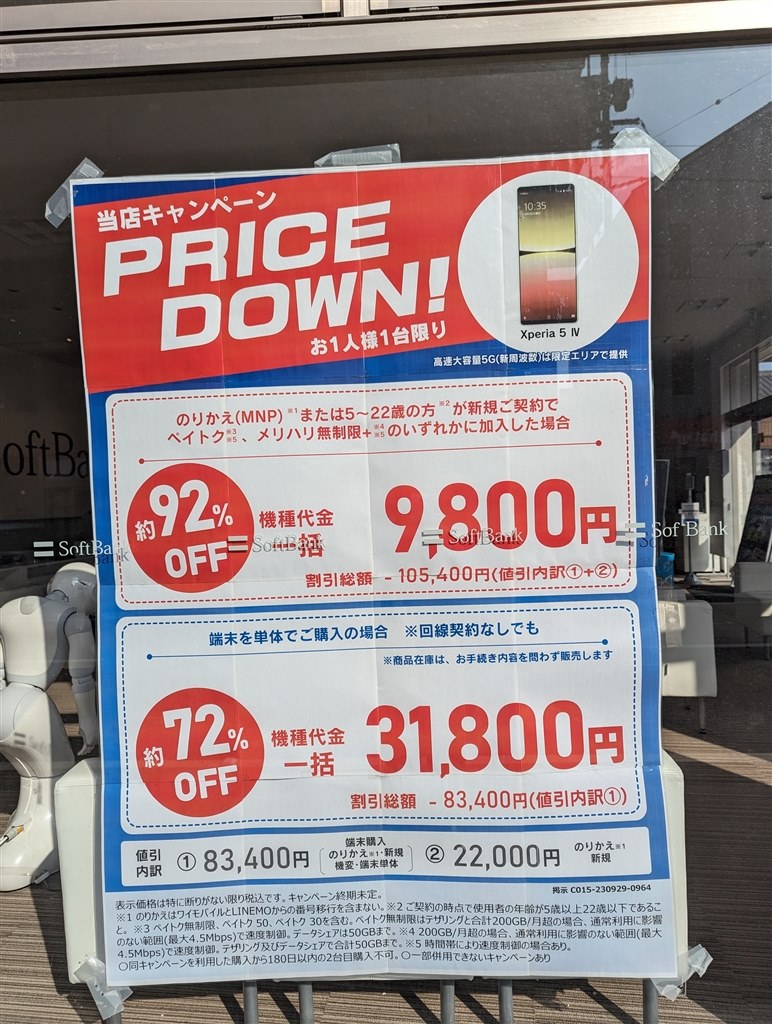 当店キャンペーン
PRICE
DOWN!
お1人様1台限り
10:35
Xperia 5 IV
高速大容量5G(新周波数)は限定エリアで提供
のりかえ(MNP)※1または5〜22歳の方※2が新規ご契約で
ペイトク※3※5、メリハリ無制限+※4※5のいずれかに加入した場合
約92%OFF
機種代金一括
9,800円
割引総額 －105,400円(値引内訳①+②)
SoftBank
SoftBank
SoftBank
SoftBank
端末を単体でご購入の場合 ※回線契約なしでも
※商品在庫は、お手続き内容を問わず販売します
約72%OFF
機種代金一括
31,800円
割引総額 －83,400円(値引内訳①)
値引内訳
①83,400円
端末購入
のりかえ※1・新規
機変・端末単体
②22,000円
のりかえ※1
新規
掲示 C015-230929-0964
表示価格は特に断りがない限り税込です。キャンペーン終期未定。
※1 のりかえはワイモバイルとLINEMOからの番号移行を含まない。※2 ご契約の時点で使用者の年齢が5歳以上22歳以下であるこ
と。※3 ペイトク無制限、ペイトク 50、ペイトク 30を含む。ペイトク無制限はテザリングと合計200GB/月超の場合、通常利用に影響
のない範囲(最大4.5Mbps)で速度制御。データシェアは50GBまで。※4 200GB/月超の場合、通常利用に影響のない範囲(最大
4.5Mbps)で速度制御。テザリング及びデータシェアで合計50GBまで。※5 時間帯により速度制御の場合あり。
○同キャンペーンを利用した購入から180日以内の2台目購入不可。○一部併用できないキャンペーンあり